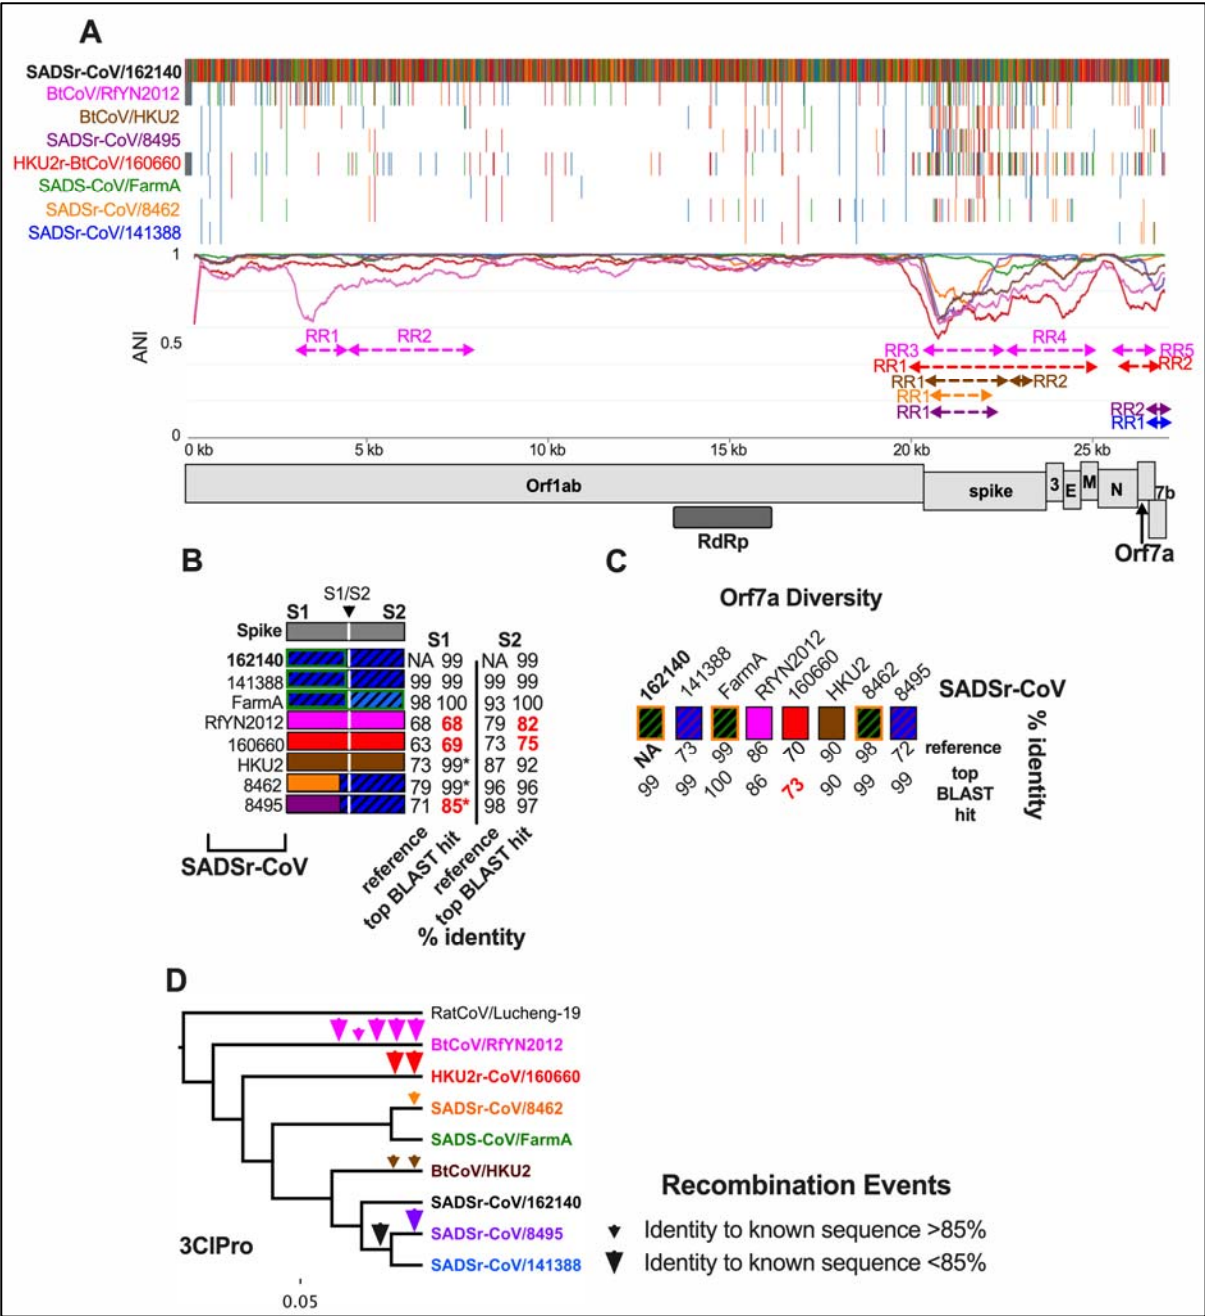 A
SADSr-CoV/162140
BtCoV/RfYN2012
BtCoV/HKU2
SADSr-CoV/8495
HKU2r-BtCoV/160660
SADS-CoV/FarmA
SADSr-CoV/8462
SADSr-CoV/141388
1
ANI
0.5
0
RR1 RR2 RR3 RR4 RR5
RR1 RR2
RR1 RR2
RR1
RR1 RR2
RR1
0 kb 5 kb 10 kb 15 kb 20 kb 25 kb
Orf1ab spike 3 E M N 7b
RdRp
Orf7a
B
S1/S2
S1 S2
Spike
S1 S2
162140 NA 99 NA 99
141388 99 99 99 99
FarmA 98 100 93 100
RfYN2012 68 68 79 82
160660 63 69 73 75
HKU2 73 99* 87 92
8462 79 99* 96 96
8495 71 85* 98 97
SADSr-CoV
reference
top BLAST hit
reference
top BLAST hit
% identity
C
Orf7a Diversity
162140 141388 FarmA RfYN2012 160660 HKU2 8462 8495
SADSr-CoV
NA 73 99 86 70 90 98 72 reference
99 99 100 86 73 90 99 99 top
BLAST
hit
% identity
D
RatCoV/Lucheng-19
BtCoV/RfYN2012
HKU2r-CoV/160660
SADSr-CoV/8462
SADS-CoV/FarmA
BtCoV/HKU2
SADSr-CoV/162140
SADSr-CoV/8495
SADSr-CoV/141388
3ClPro
0.05
Recombination Events
Identity to known sequence >85%
Identity to known sequence <85%